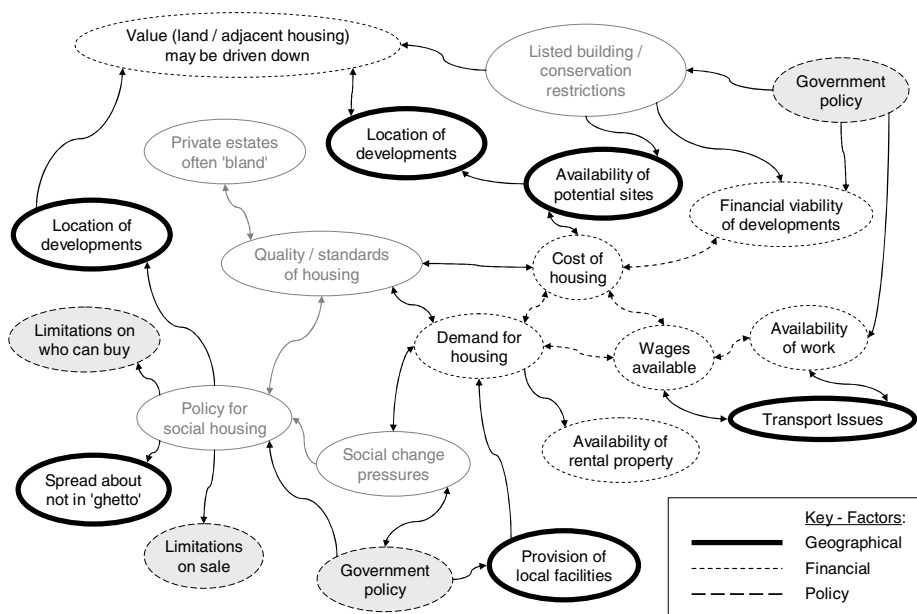 Value (land / adjacent housing)
may be driven down
Listed building /
conservation
restrictions
Government
policy
Private estates
often 'bland'
Location of
developments
Availability of
potential sites
Financial viability
of developments
Location of
developments
Quality / standards
of housing
Cost of
housing
Limitations on
who can buy
Demand for
housing
Wages
available
Availability
of work
Policy for
social housing
Transport Issues
Social change
pressures
Availability of
rental property
Spread about
not in 'ghetto'
Limitations
on sale
Government
policy
Provision of
local facilities
Key - Factors:
Geographical
Financial
Policy